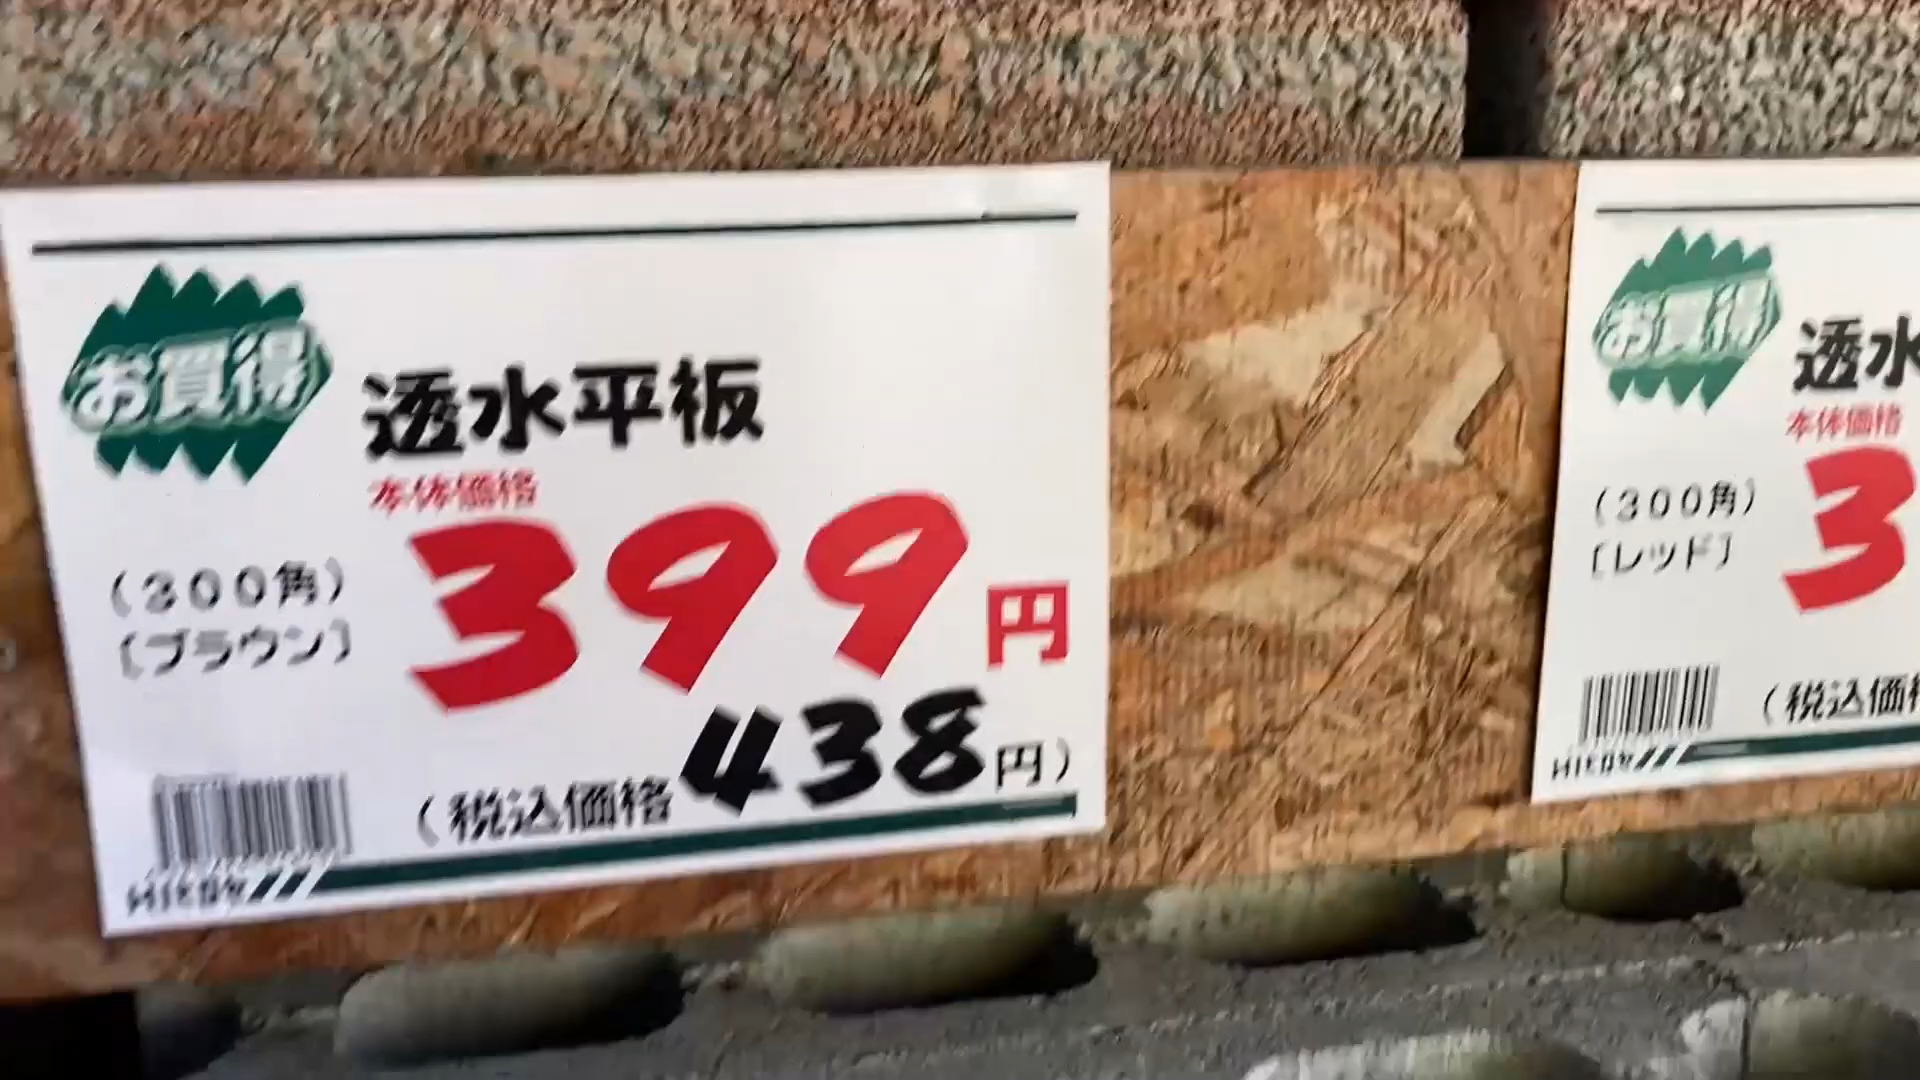 お買得
透水平板
本体価格
(300角)
[ブラウン]
399円
(税込価格438円)
お買得
透水
本体価格
(300角)
[レッド]
3
(税込価格